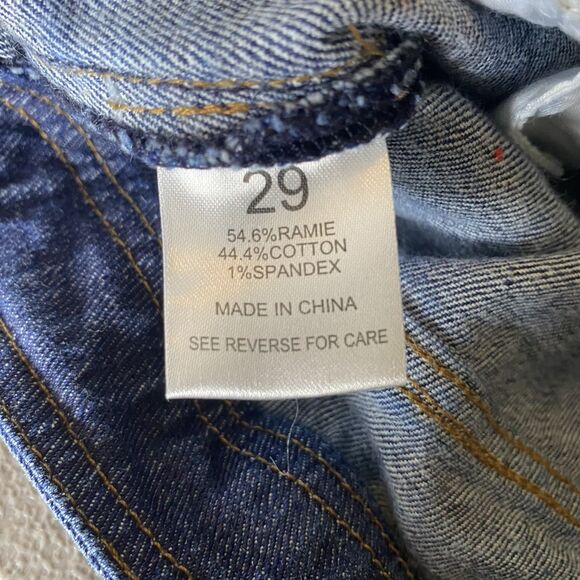 29
54.6%RAMIE
44.4%COTTON
1%SPANDEX
MADE IN CHINA
SEE REVERSE FOR CARE